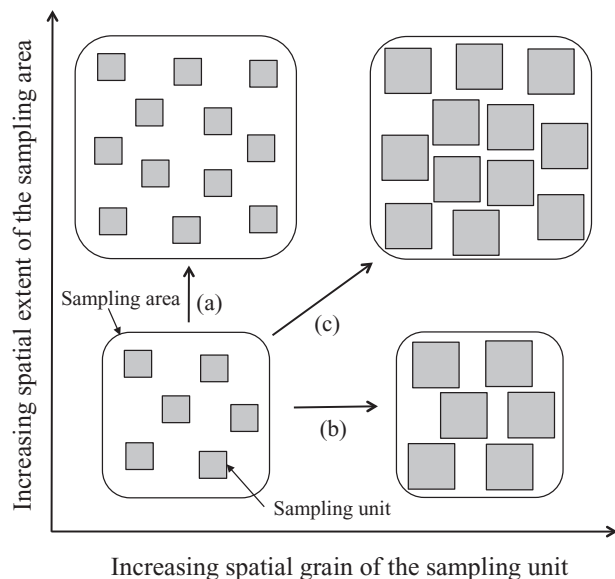 Increasing spatial extent of the sampling area
Sampling area
(a)
(c)
(b)
Sampling unit
Increasing spatial grain of the sampling unit